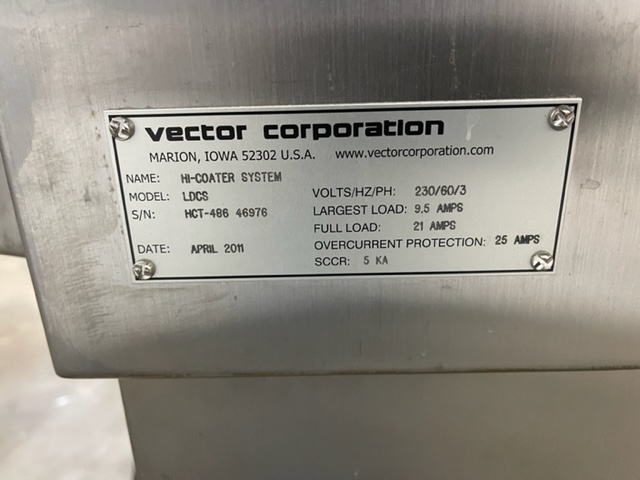 vector corporation
MARION, IOWA 52302 U.S.A. www.vectorcorporation.com
NAME: HI-COATER SYSTEM
MODEL: LDCS
VOLTS/HZ/PH: 230/60/3
S/N: HCT-486 46976
LARGEST LOAD: 9.5 AMPS
FULL LOAD: 21 AMPS
DATE: APRIL 2011
OVERCURRENT PROTECTION: 25 AMPS
SCCR: 5 KA